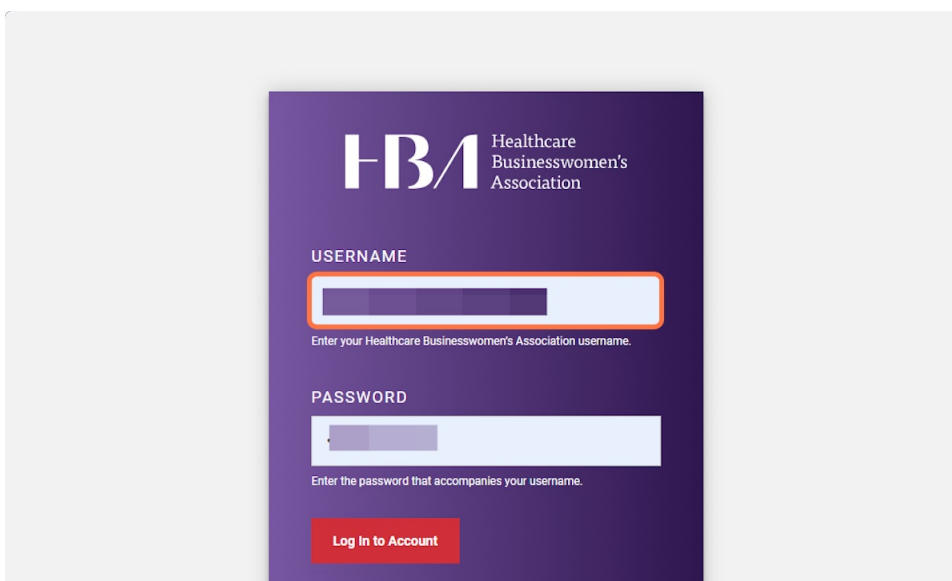 HBA
Healthcare
Businesswomen's
Association
USERNAME
Enter your Healthcare Businesswomen's Association username.
PASSWORD
Enter the password that accompanies your username.
Log In to Account